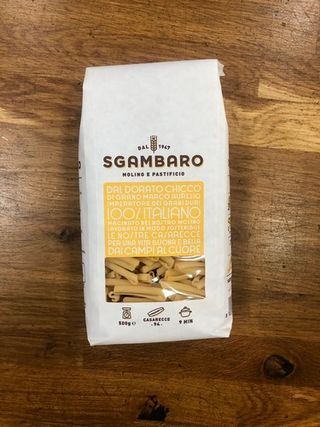 DAL 1947
SGAMBARO
MOLINO E PASTIFICIO
DAL DORATO CHICCO
DI GRANO MARCO AURELIO
IMPERATORE DEI GRANI DURI
100% ITALIANO
MACINATO NEL NOSTRO MOLINO
LAVORATO IN MODO SOSTENIBILE
LE NOSTRE CASARECCE
PER UNA VITA BUONA E BELLA
DAI CAMPI AL CUORE
500g e
CASARECCE
- 94 -
9 MIN